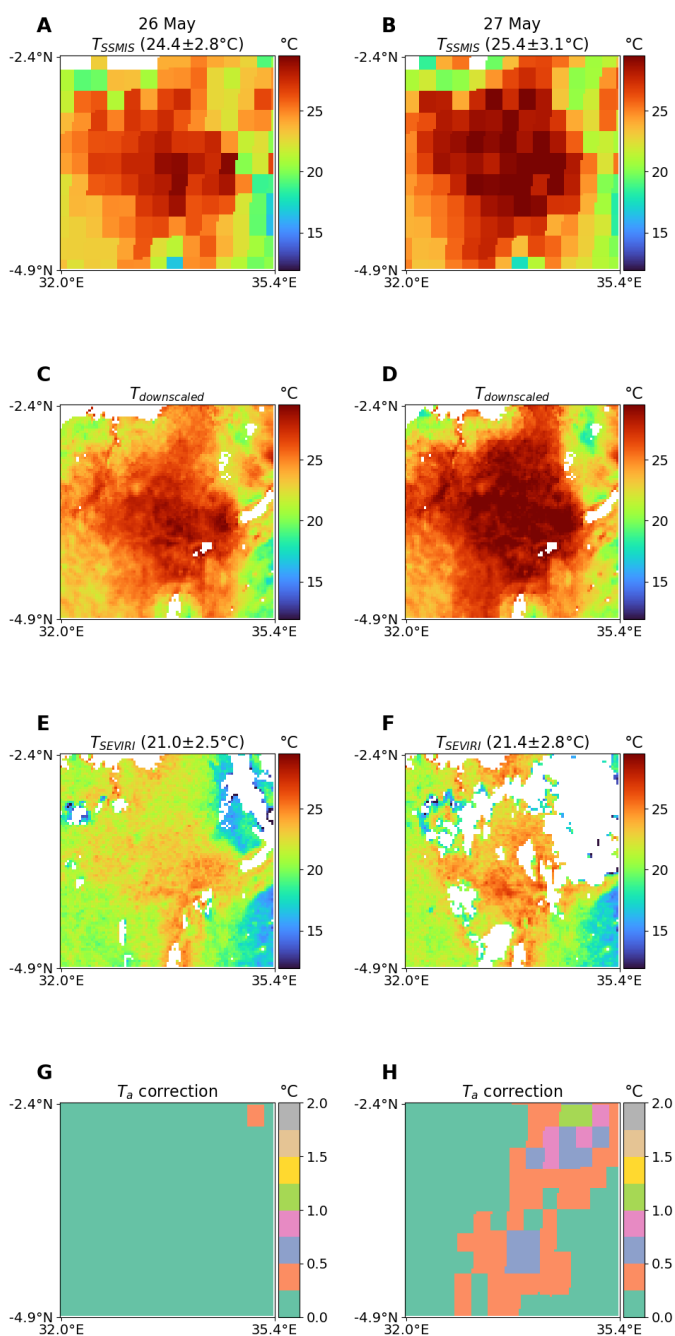 A
26 May
T_SSMIS (24.4±2.8°C)
°C
-2.4°N
25
20
15
-4.9°N
32.0°E
35.4°E
B
27 May
T_SSMIS (25.4±3.1°C)
°C
-2.4°N
25
20
15
-4.9°N
32.0°E
35.4°E
C
T_downscaled
°C
-2.4°N
25
20
15
-4.9°N
32.0°E
35.4°E
D
T_downscaled
°C
-2.4°N
25
20
15
-4.9°N
32.0°E
35.4°E
E
T_SEVIRI (21.0±2.5°C)
°C
-2.4°N
25
20
15
-4.9°N
32.0°E
35.4°E
F
T_SEVIRI (21.4±2.8°C)
°C
-2.4°N
25
20
15
-4.9°N
32.0°E
35.4°E
G
T_a correction
°C
-2.4°N
2.0
1.5
1.0
0.5
0.0
-4.9°N
32.0°E
35.4°E
H
T_a correction
°C
-2.4°N
2.0
1.5
1.0
0.5
0.0
-4.9°N
32.0°E
35.4°E